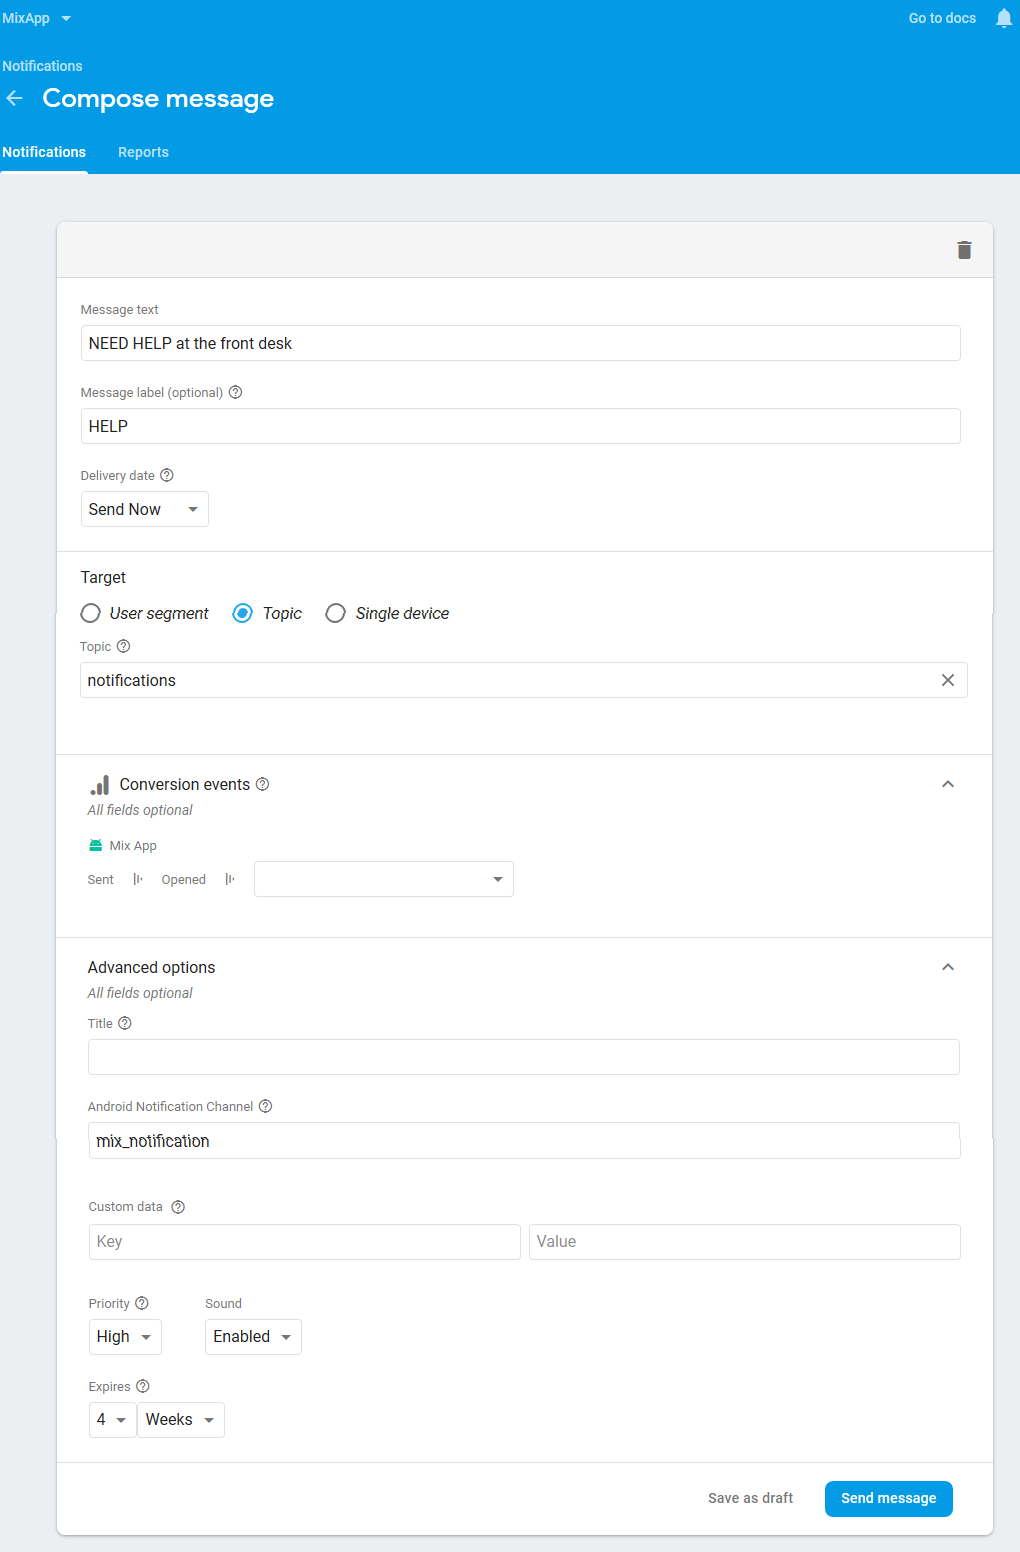 MixApp
Go to docs
Notifications
Compose message
Notifications Reports
Message text
NEED HELP at the front desk
Message label (optional)
HELP
Delivery date
Send Now
Target
User segment Topic Single device
Topic
notifications
Conversion events
All fields optional
Mix App
Sent Opened
Advanced options
All fields optional
Title
Android Notification Channel
mix_notification
Custom data
Key Value
Priority Sound
High Enabled
Expires
4 Weeks
Save as draft Send message